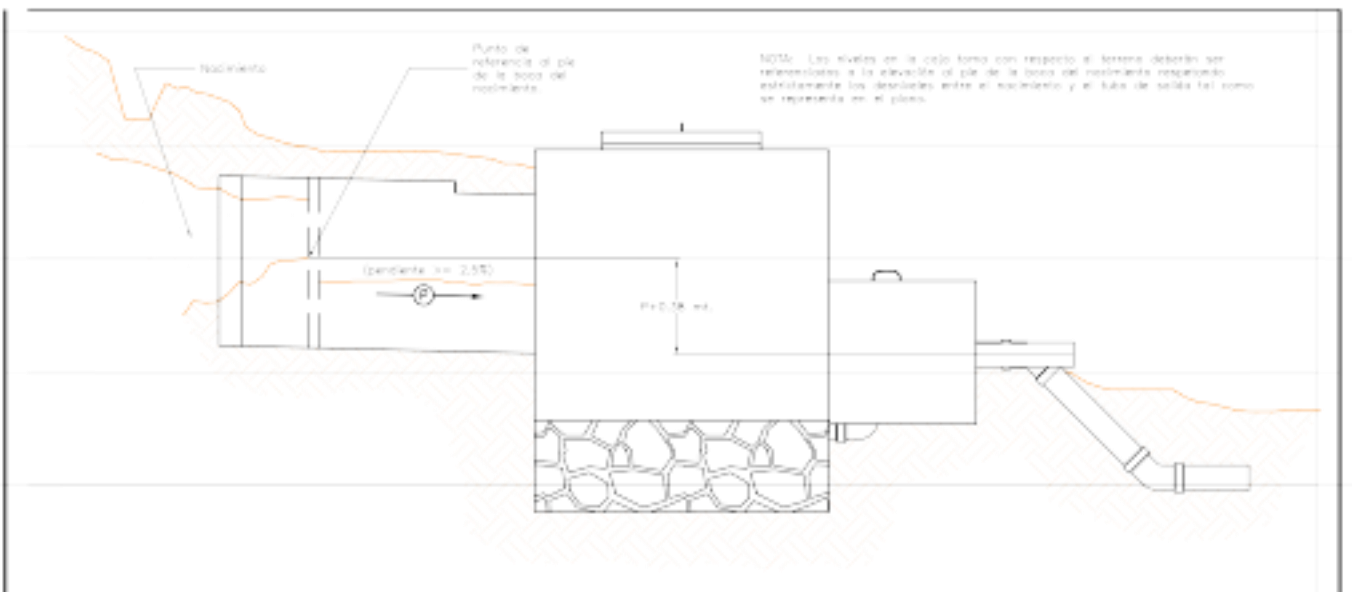 Nacimiento
Punto de
referencia al pie
de la boca del
nacimiento.
NOTA: Los niveles en la caja toma con respecto al terreno deberán ser
referenciados a la elevación al pie de la boca del nacimiento respetando
estrictamente los desniveles entre el nacimiento y el tubo de salida tal como
se representa en el plano.
(pendiente >= 2.5%)
P
mt.